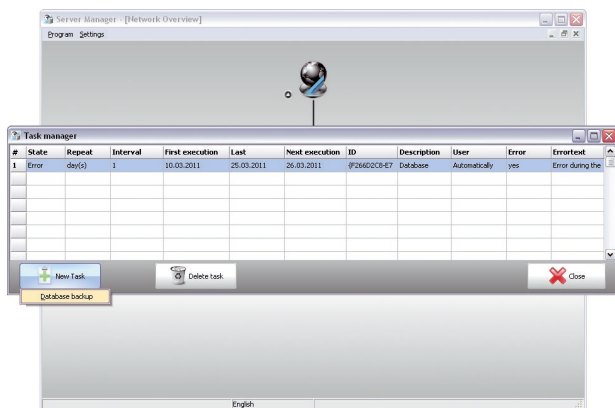 Server Manager - [Network Overview]
Program Settings
Task manager
# State Repeat Interval First execution Last Next execution ID Description User Error Errortext
1 Error day(s) 1 10.03.2011 25.03.2011 26.03.2011 {F266D2C8-E7 Database Automatically yes Error during the
New Task Delete task Close
Database backup
English